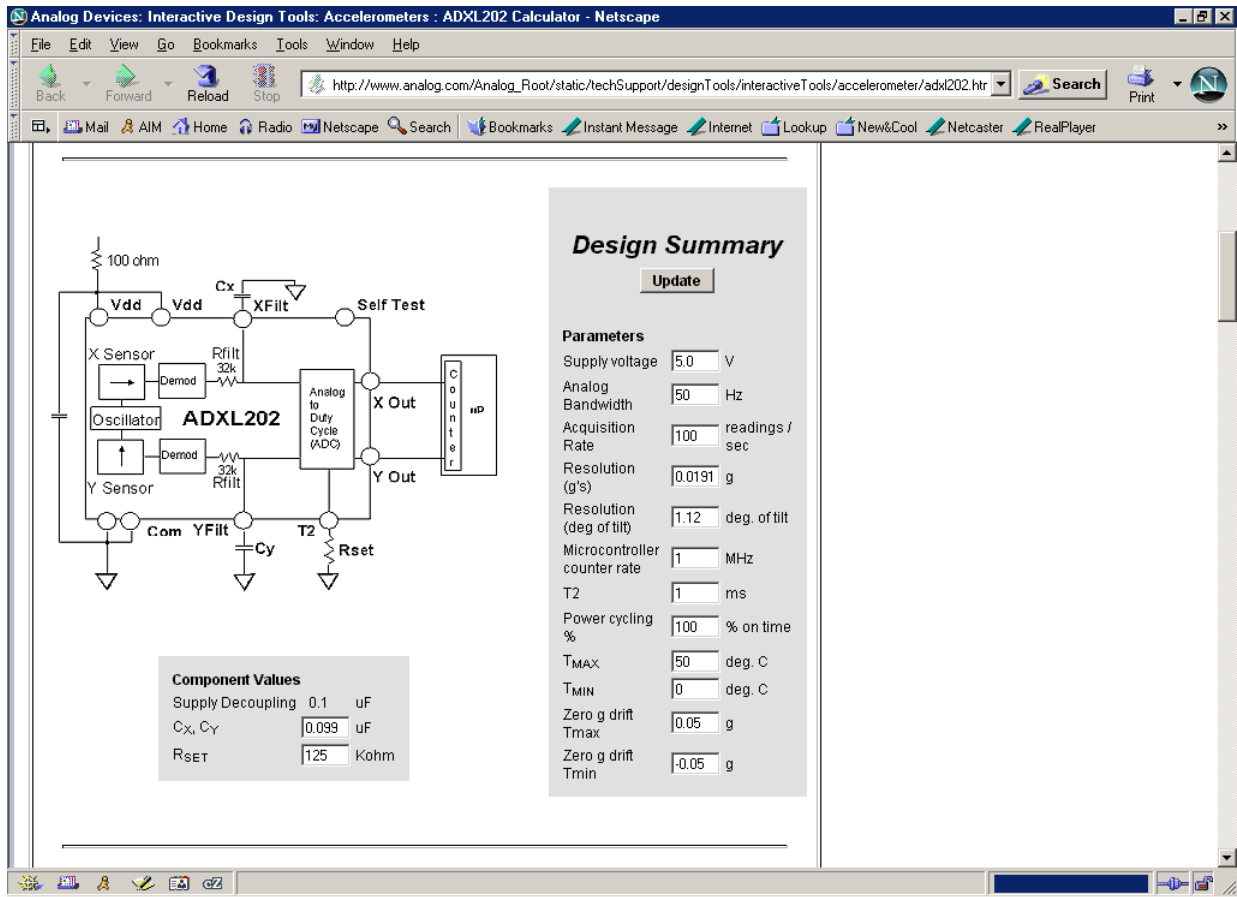 Analog Devices: Interactive Design Tools: Accelerometers : ADXL202 Calculator - Netscape
File Edit View Go Bookmarks Tools Window Help
Back Forward Reload Stop http://www.analog.com/Analog_Root/static/techSupport/designTools/interactiveTools/accelerometer/adxl202.htr Search Print N
Mail AIM Home Radio Netscape Search Bookmarks Instant Message Internet Lookup New&Cool Netcaster RealPlayer »
100 ohm
Cx
Vdd Vdd XFilt Self Test
X Sensor Rfilt
32k
Demod
Analog
to
Duty
Cycle
(ADC)
X Out
Counter
uP
Oscillator ADXL202
Demod
32k
Rfilt
Y Sensor
Y Out
Com YFilt T2
Cy Rset
Component Values
Supply Decoupling 0.1 uF
CX, CY 0.099 uF
RSET 125 Kohm
Design Summary
Update
Parameters
Supply voltage 5.0 V
Analog
Bandwidth 50 Hz
Acquisition
Rate 100 readings /
sec
Resolution
(g's) 0.0191 g
Resolution
(deg of tilt) 1.12 deg. of tilt
Microcontroller
counter rate 1 MHz
T2 1 ms
Power cycling
% 100 % on time
TMAX 50 deg. C
TMIN 0 deg. C
Zero g drift
Tmax 0.05 g
Zero g drift
Tmin -0.05 g